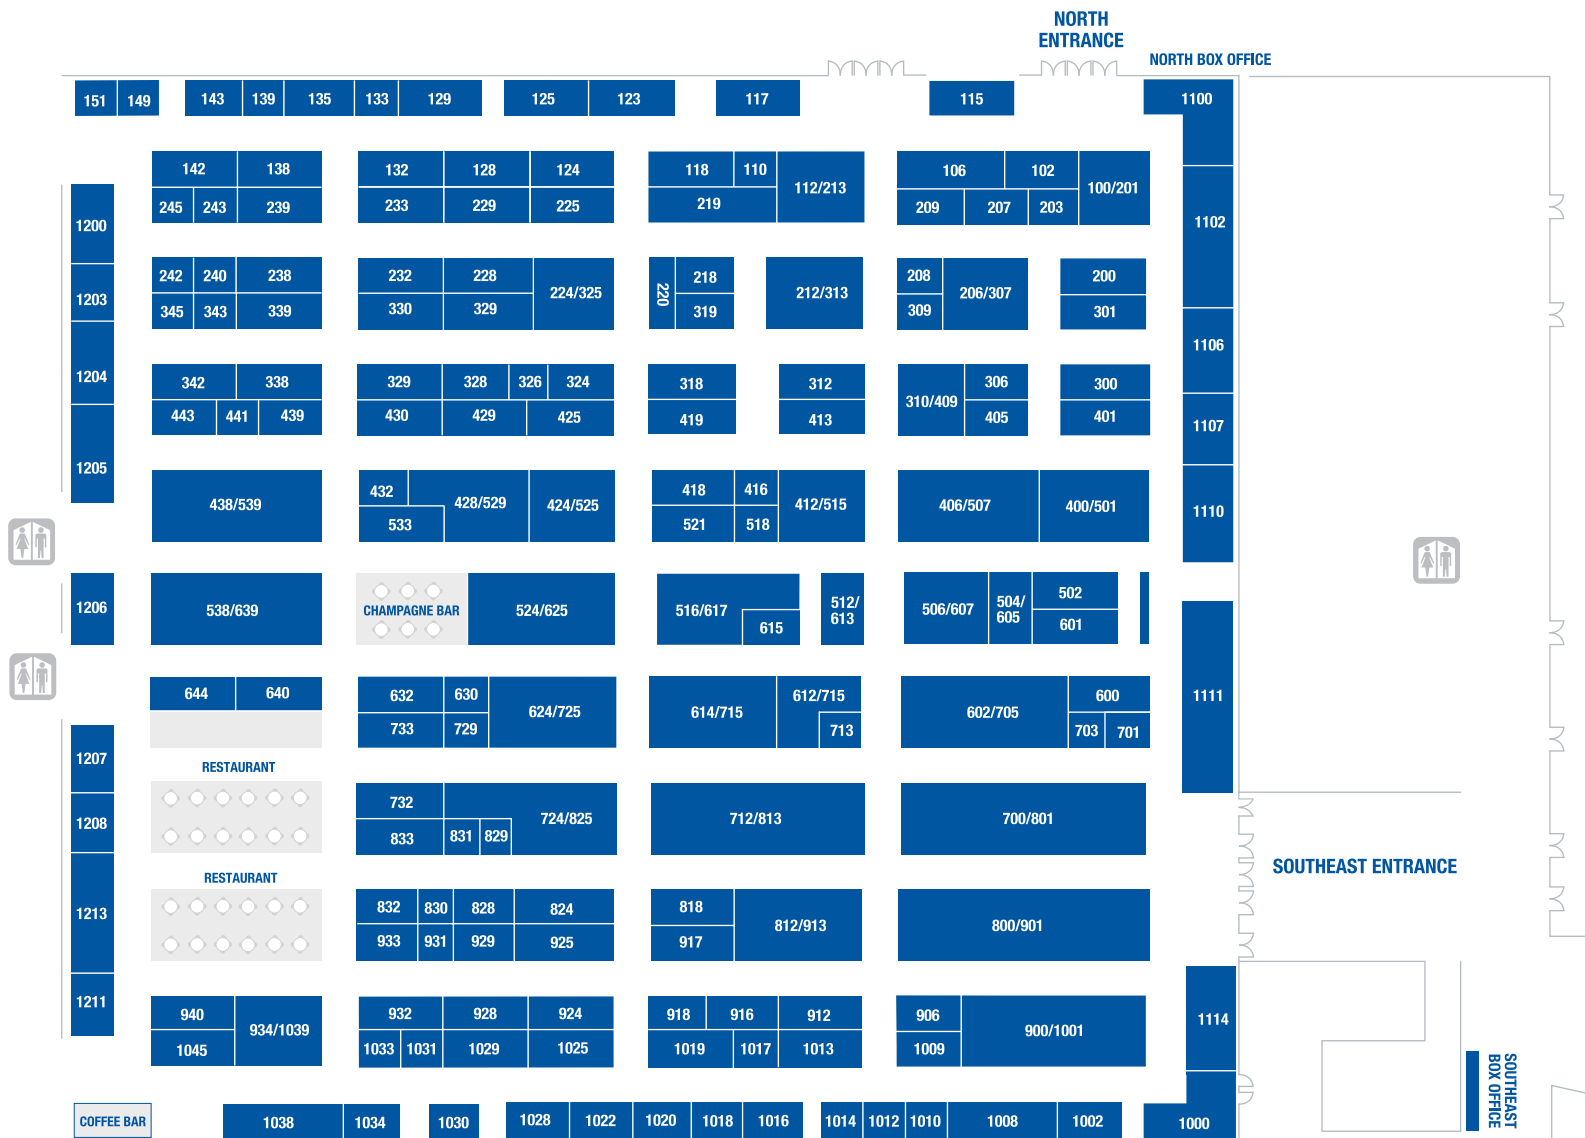 NORTH
ENTRANCE
NORTH BOX OFFICE
151 149 143 139 135 133 129 125 123 117 115 1100
142 138 132 128 124 118 110 112/213 106 102 100/201
245 243 239 233 229 225 219 209 207 203
1200 1102
242 240 238 232 228 224/325 220 218 212/313 208 206/307 200
1203
345 343 339 330 329 319 309 301
1106
342 338 329 328 326 324 318 312 310/409 306 300
1204
443 441 439 430 429 425 419 413 405 401
1107
1205
438/539 432 428/529 424/525 418 416 412/515 406/507 400/501
533 521 518
1110
1206
538/639 CHAMPAGNE BAR 524/625 516/617 615 512/
613 506/607 504/
605 502
601
644 640 632 630 624/725 614/715 612/715 602/705 600
1111
733 729 713 703 701
1207
RESTAURANT
732 724/825 712/813 700/801
1208
833 831 829
SOUTHEAST ENTRANCE
RESTAURANT
832 830 828 824 818 812/913 800/901
1213
933 931 929 925 917
1211
940 934/1039 932 928 924 918 916 912 906 900/1001
1114
1045 1033 1031 1029 1025 1019 1017 1013 1009
SOUTHEAST
BOX OFFICE
COFFEE BAR 1038 1034 1030 1028 1022 1020 1018 1016 1014 1012 1010 1008 1002 1000